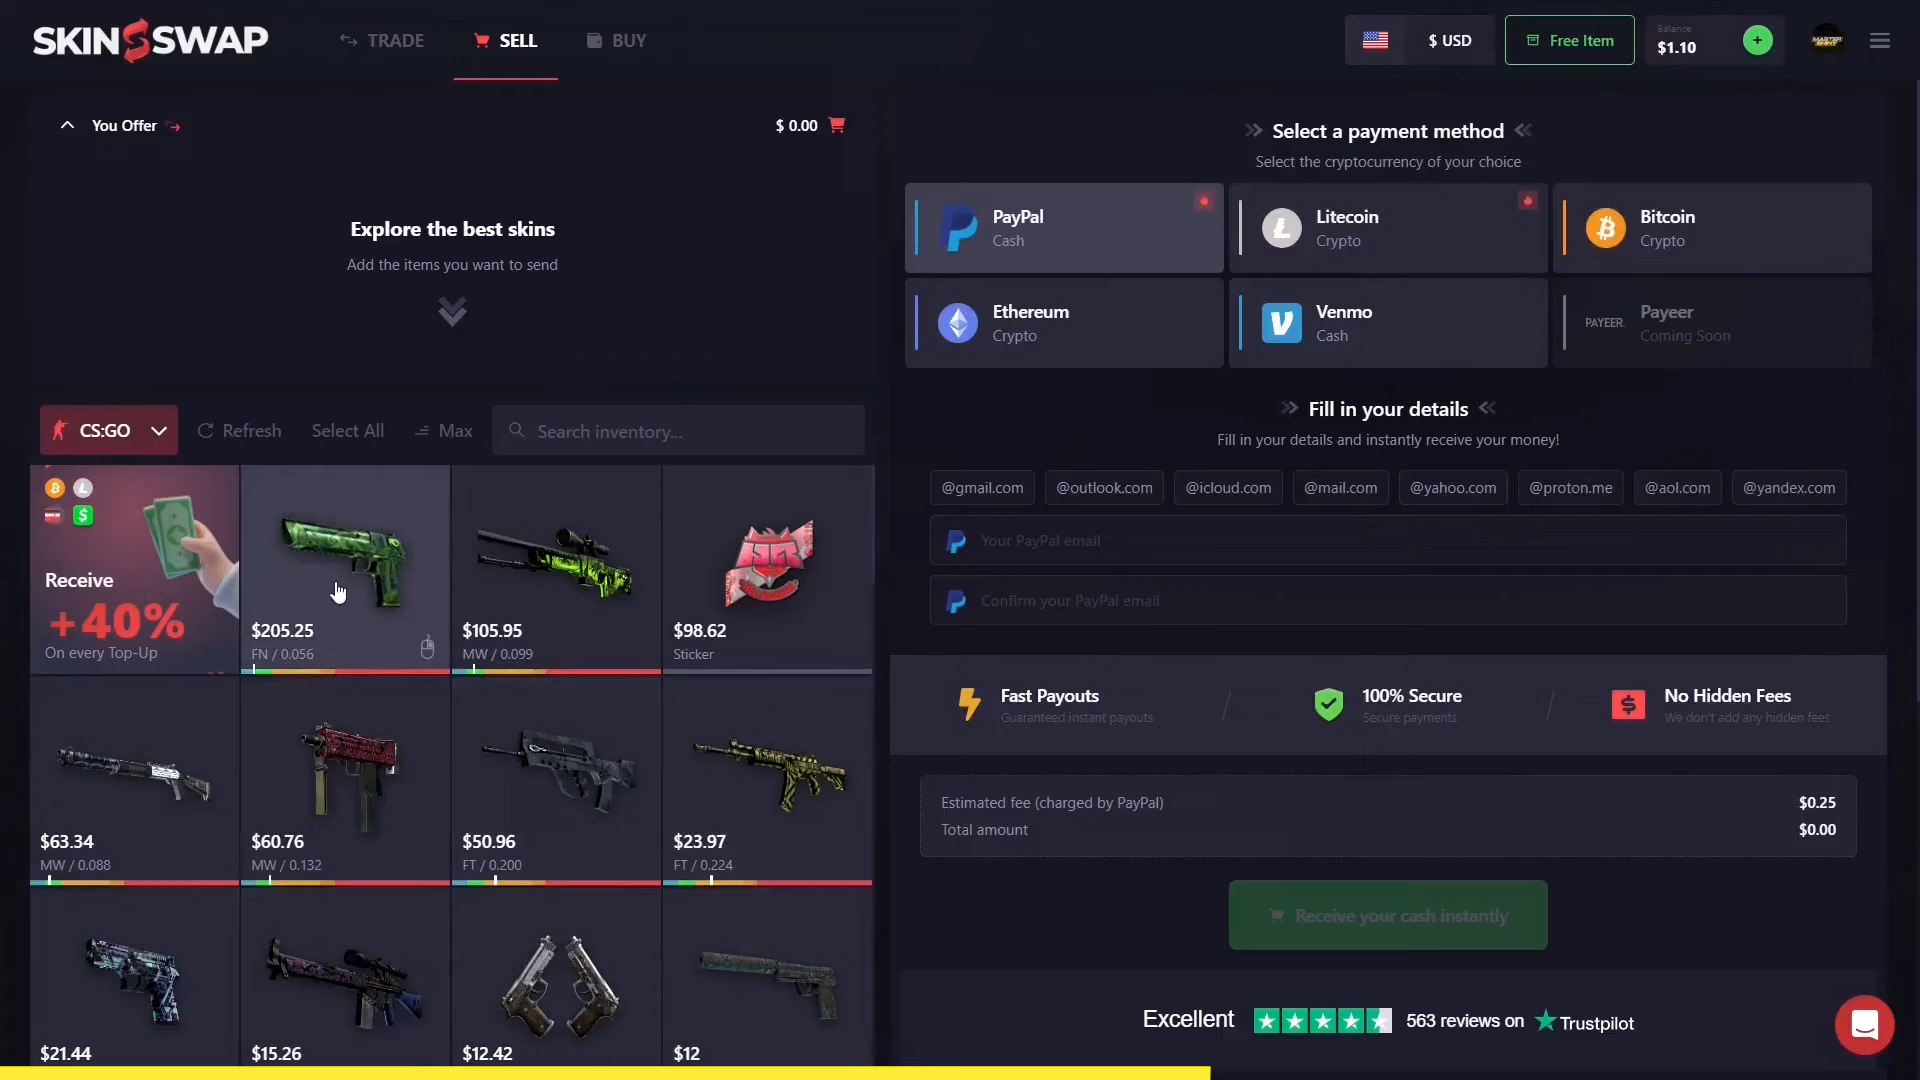 SKINSWAP
TRADE
SELL
BUY
$ USD
Free Item
Balance
$1.10
You Offer
$ 0.00
Explore the best skins
Add the items you want to send
CS:GO
Refresh
Select All
Max
Search inventory...
Receive
+40%
On every Top-Up
$205.25
FN / 0.056
$105.95
MW / 0.099
$98.62
Sticker
$63.34
MW / 0.088
$60.76
MW / 0.132
$50.96
FT / 0.200
$23.97
FT / 0.224
$21.44
$15.26
$12.42
$12
Select a payment method
Select the cryptocurrency of your choice
PayPal
Cash
Litecoin
Crypto
Bitcoin
Crypto
Ethereum
Crypto
Venmo
Cash
PAYEER
Payeer
Coming Soon
Fill in your details
Fill in your details and instantly receive your money!
@gmail.com
@outlook.com
@icloud.com
@mail.com
@yahoo.com
@proton.me
@aol.com
@yandex.com
Your PayPal email
Confirm your PayPal email
Fast Payouts
Guaranteed instant payouts
100% Secure
Secure payments
No Hidden Fees
We don't add any hidden fees
Estimated fee (charged by PayPal)
$0.25
Total amount
$0.00
Receive your cash instantly
Excellent
563 reviews on
Trustpilot